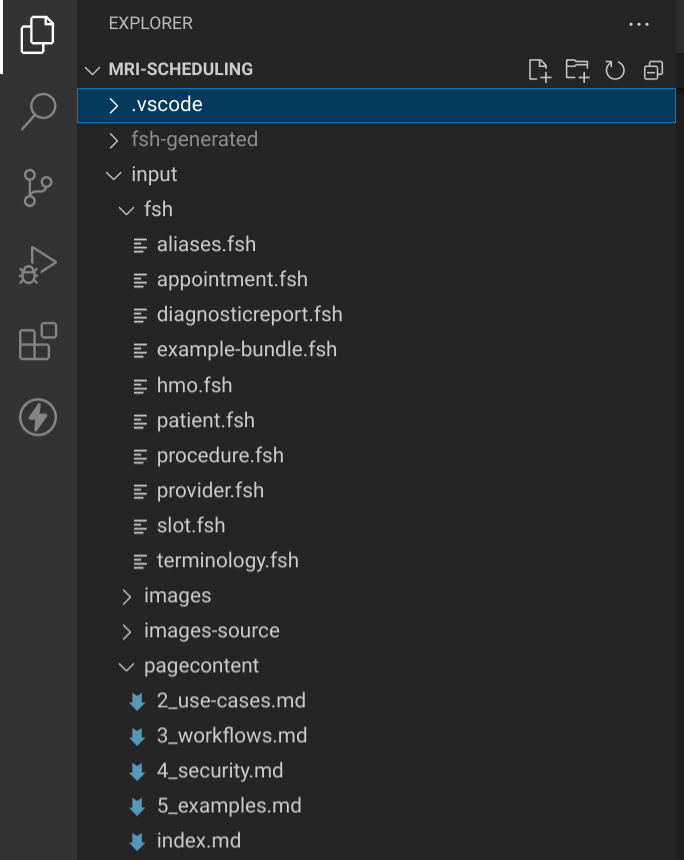 EXPLORER
MRI-SCHEDULING
.vscode
fsh-generated
input
fsh
aliases.fsh
appointment.fsh
diagnosticreport.fsh
example-bundle.fsh
hmo.fsh
patient.fsh
procedure.fsh
provider.fsh
slot.fsh
terminology.fsh
images
images-source
pagecontent
2_use-cases.md
3_workflows.md
4_security.md
5_examples.md
index.md